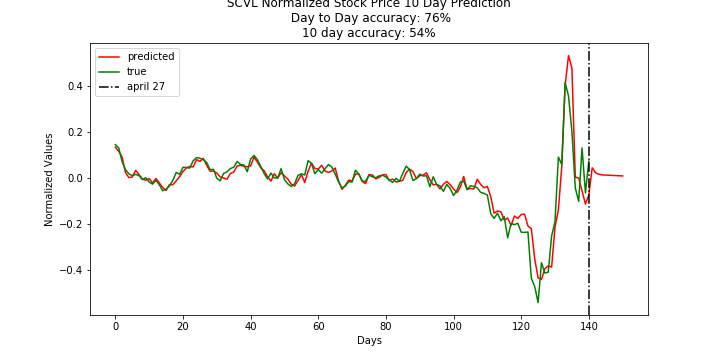 SCVL Normalized Stock Price 10 Day Prediction
Day to Day accuracy: 76%
10 day accuracy: 54%
predicted
true
april 27
Normalized Values
0.4
0.2
0.0
−0.2
−0.4
0 20 40 60 80 100 120 140
Days